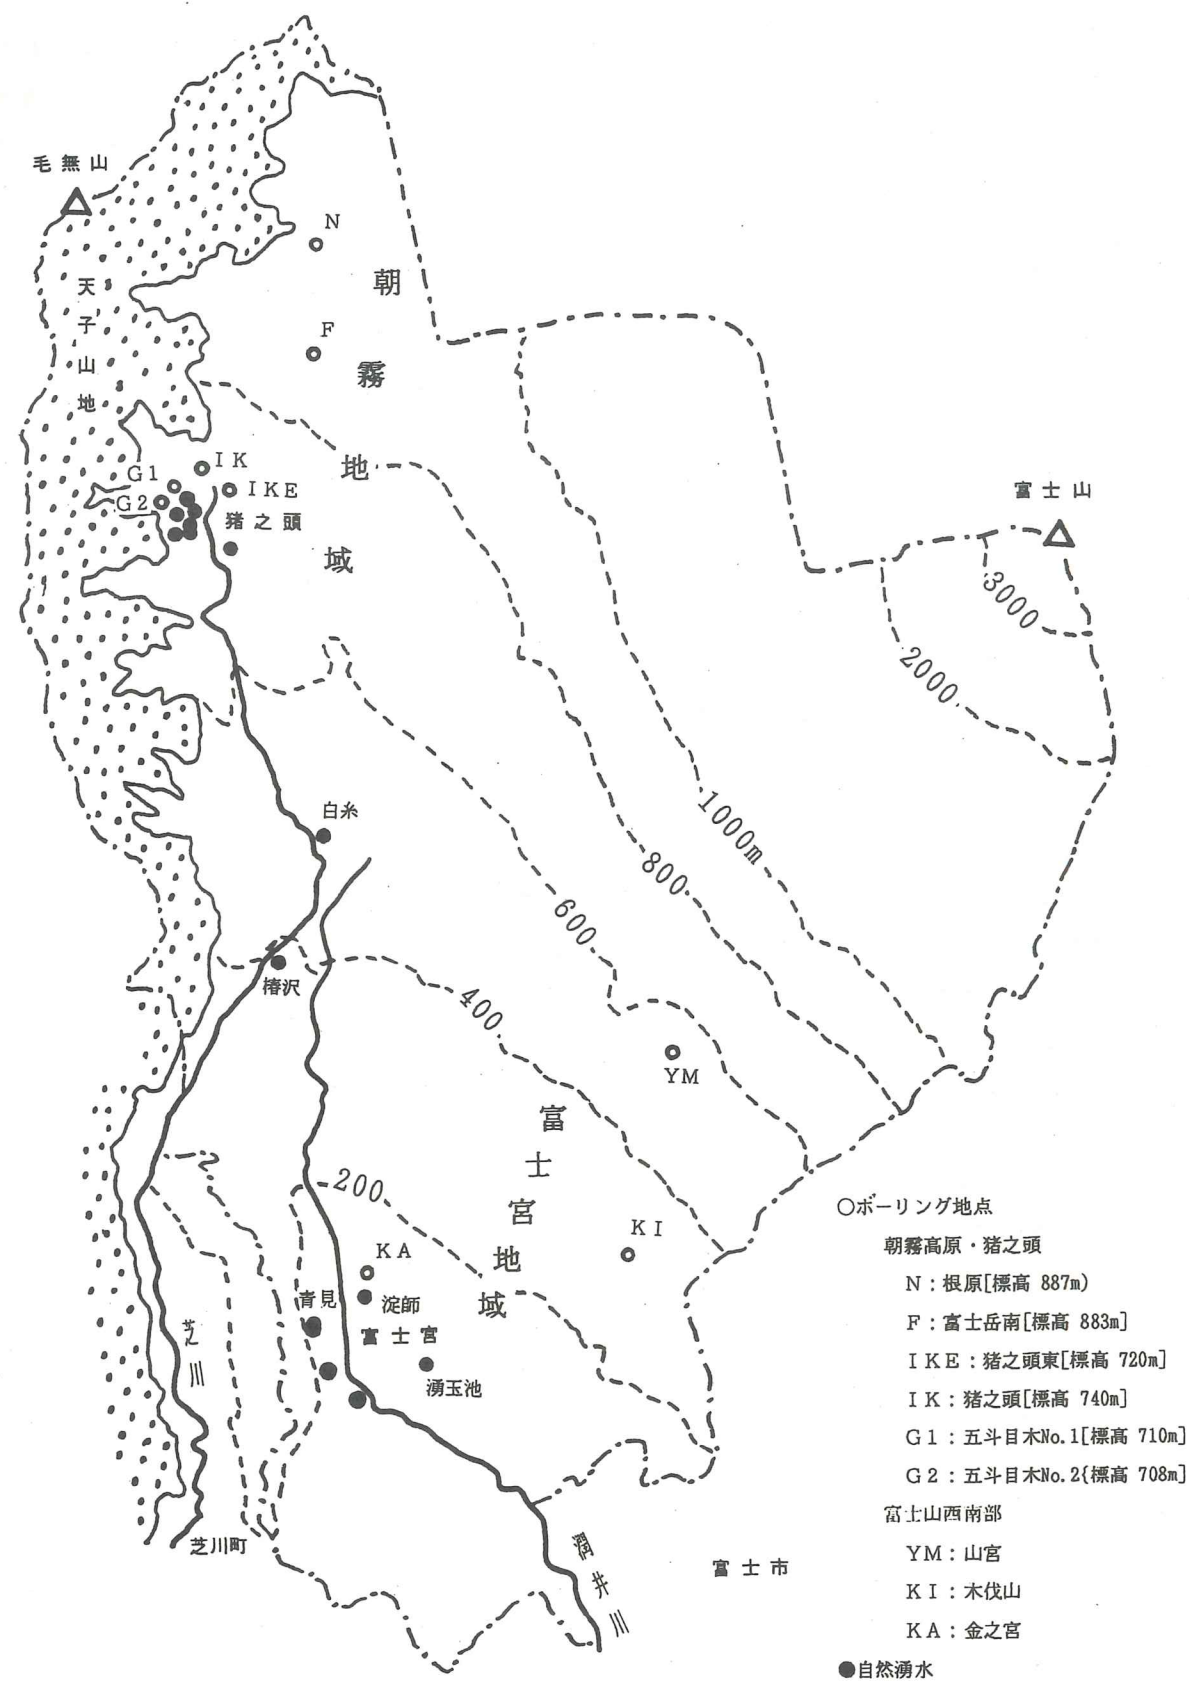 毛無山
天子山地
N
朝霧地域
F
IK
G1
IKE
G2
猪之頭
富士山
3000
2000
1000m
800
600
400
200
白糸
椿沢
YM
富士宮地域
KI
KA
青見
淀師
富士宮
湧玉池
芝川
芝川町
潤井川
富士市
○ボーリング地点
朝霧高原・猪之頭
N：根原[標高 887m)
F：富士岳南[標高 883m]
IKE：猪之頭東[標高 720m]
IK：猪之頭[標高 740m]
G1：五斗目木No.1[標高 710m]
G2：五斗目木No.2{標高 708m]
富士山西南部
YM：山宮
KI：木伐山
KA：金之宮
●自然湧水